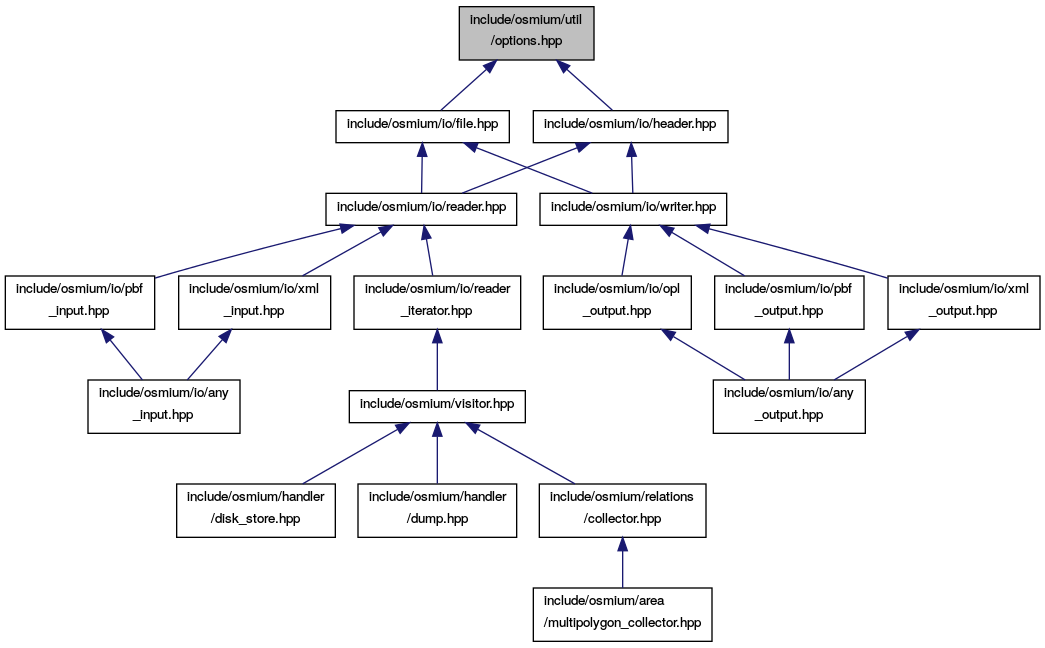 include/osmium/util
/options.hpp
include/osmium/io/file.hpp
include/osmium/io/header.hpp
include/osmium/io/reader.hpp
include/osmium/io/writer.hpp
include/osmium/io/pbf
_input.hpp
include/osmium/io/xml
_input.hpp
include/osmium/io/reader
_iterator.hpp
include/osmium/io/opl
_output.hpp
include/osmium/io/pbf
_output.hpp
include/osmium/io/xml
_output.hpp
include/osmium/io/any
_input.hpp
include/osmium/visitor.hpp
include/osmium/io/any
_output.hpp
include/osmium/handler
/disk_store.hpp
include/osmium/handler
/dump.hpp
include/osmium/relations
/collector.hpp
include/osmium/area
/multipolygon_collector.hpp